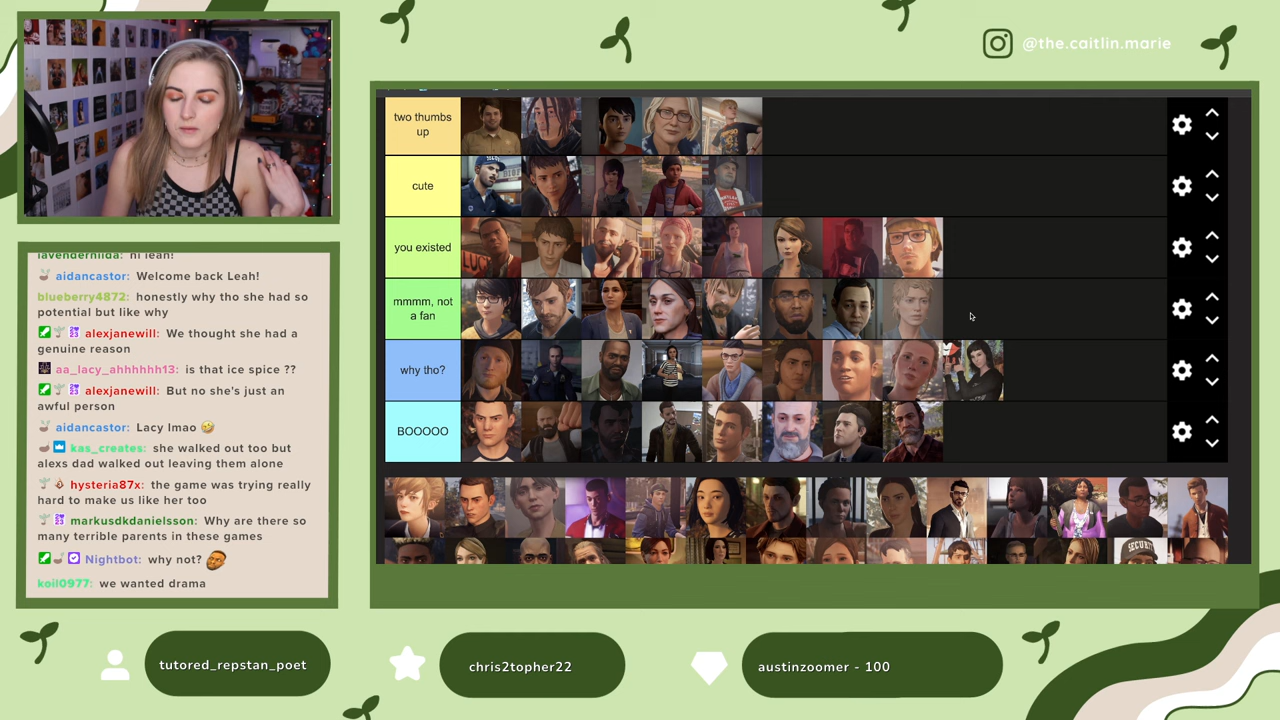 @the.caitlin.marie
two thumbs
up
cute
you existed
mmmm, not
a fan
why tho?
BOOOOO
lavenderhilda: hi leah!
aidancastor: Welcome back Leah!
blueberry4872: honestly why tho she had so
potential but like why
alexjanewill: We thought she had a
genuine reason
aa_lacy_ahhhhhh13: is that ice spice ??
alexjanewill: But no she's just an
awful person
aidancastor: Lacy lmao
kas_creates: she walked out too but
alexs dad walked out leaving them alone
hysteria87x: the game was trying really
hard to make us like her too
markusdkdanielsson: Why are there so
many terrible parents in these games
Nightbot: why not?
koil0977: we wanted drama
SECURITY
tutored_repstan_poet
chris2topher22
austinzoomer - 100